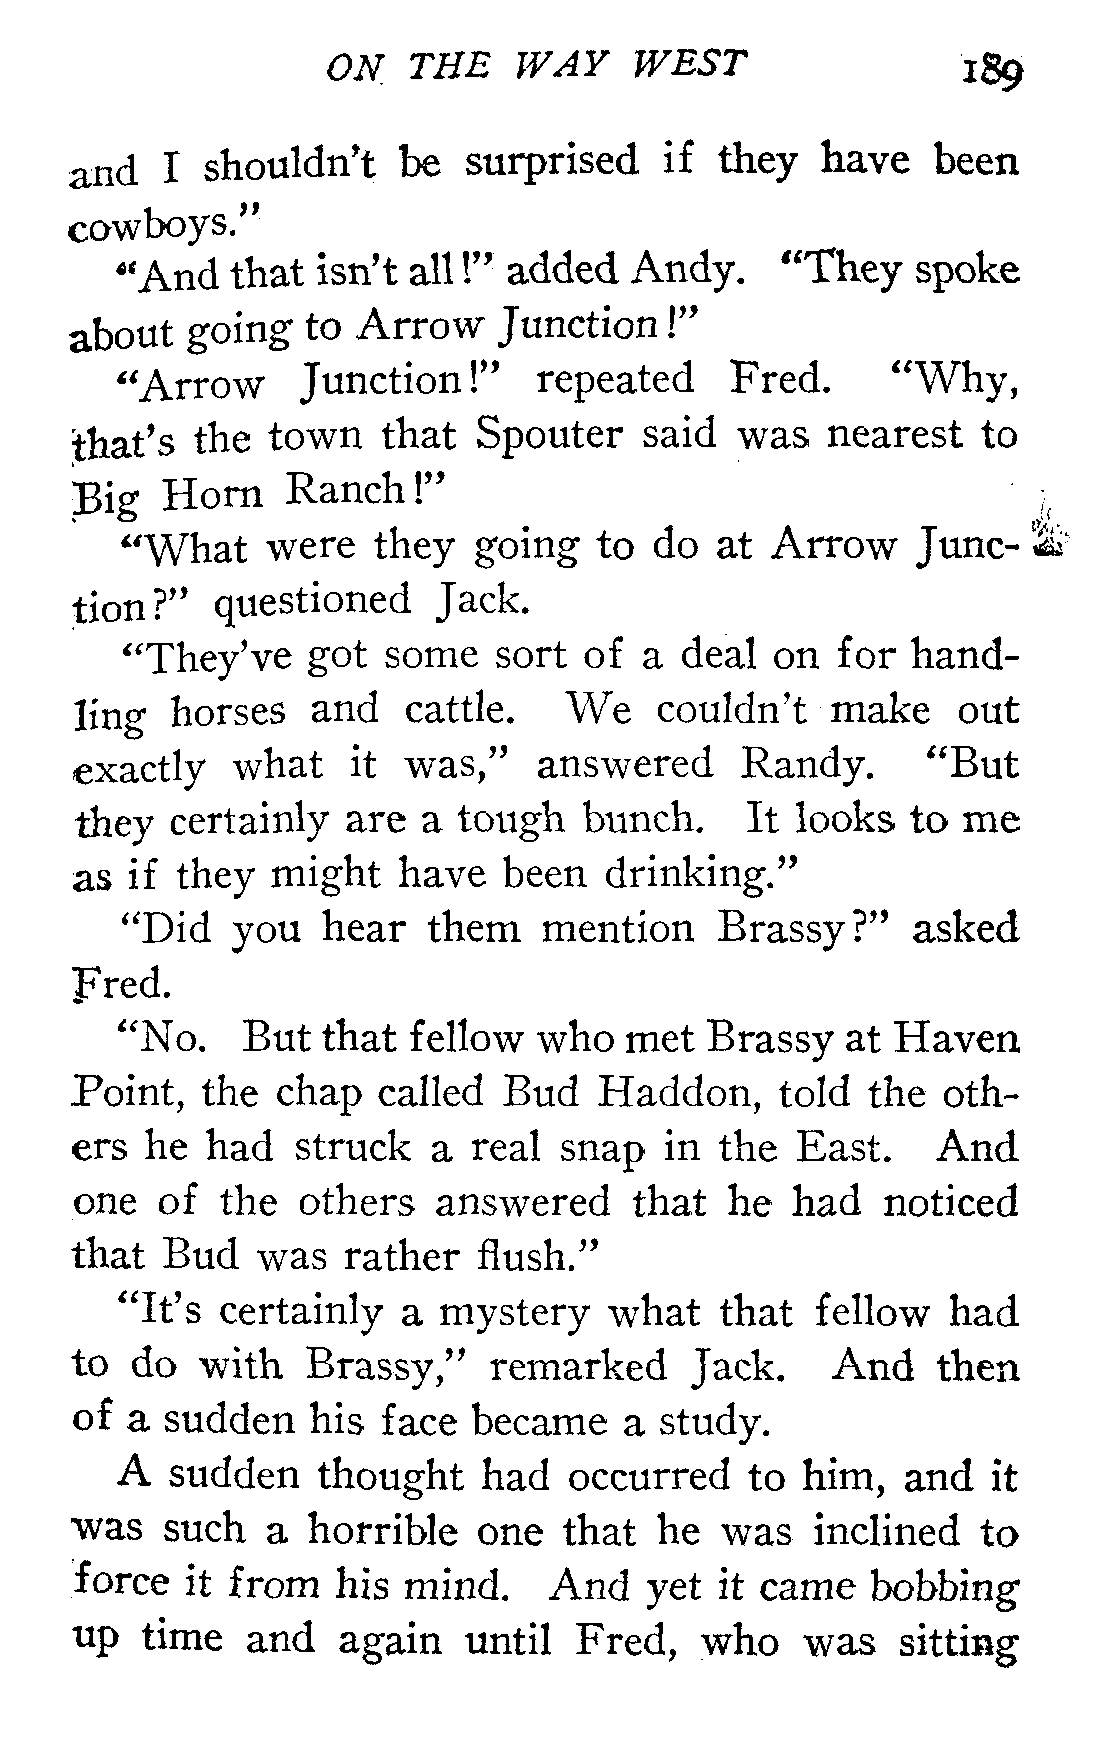 ON THE WAY WEST 189
and I shouldn't be surprised if they have been
cowboys."
"And that isn't all!" added Andy. "They spoke
about going to Arrow Junction!"
"Arrow Junction!" repeated Fred. "Why,
that's the town that Spouter said was nearest to
Big Horn Ranch!"
"What were they going to do at Arrow Junc-
tion?" questioned Jack.
"They've got some sort of a deal on for hand-
ling horses and cattle. We couldn't make out
exactly what it was," answered Randy. "But
they certainly are a tough bunch. It looks to me
as if they might have been drinking."
"Did you hear them mention Brassy?" asked
Fred.
"No. But that fellow who met Brassy at Haven
Point, the chap called Bud Haddon, told the oth-
ers he had struck a real snap in the East. And
one of the others answered that he had noticed
that Bud was rather flush."
"It's certainly a mystery what that fellow had
to do with Brassy," remarked Jack. And then
of a sudden his face became a study.
A sudden thought had occurred to him, and it
was such a horrible one that he was inclined to
force it from his mind. And yet it came bobbing
up time and again until Fred, who was sitting